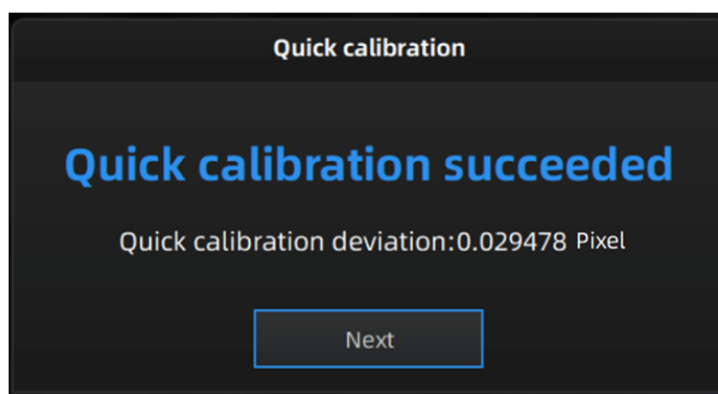 Quick calibration
Quick calibration succeeded
Quick calibration deviation:0.029478 Pixel
Next